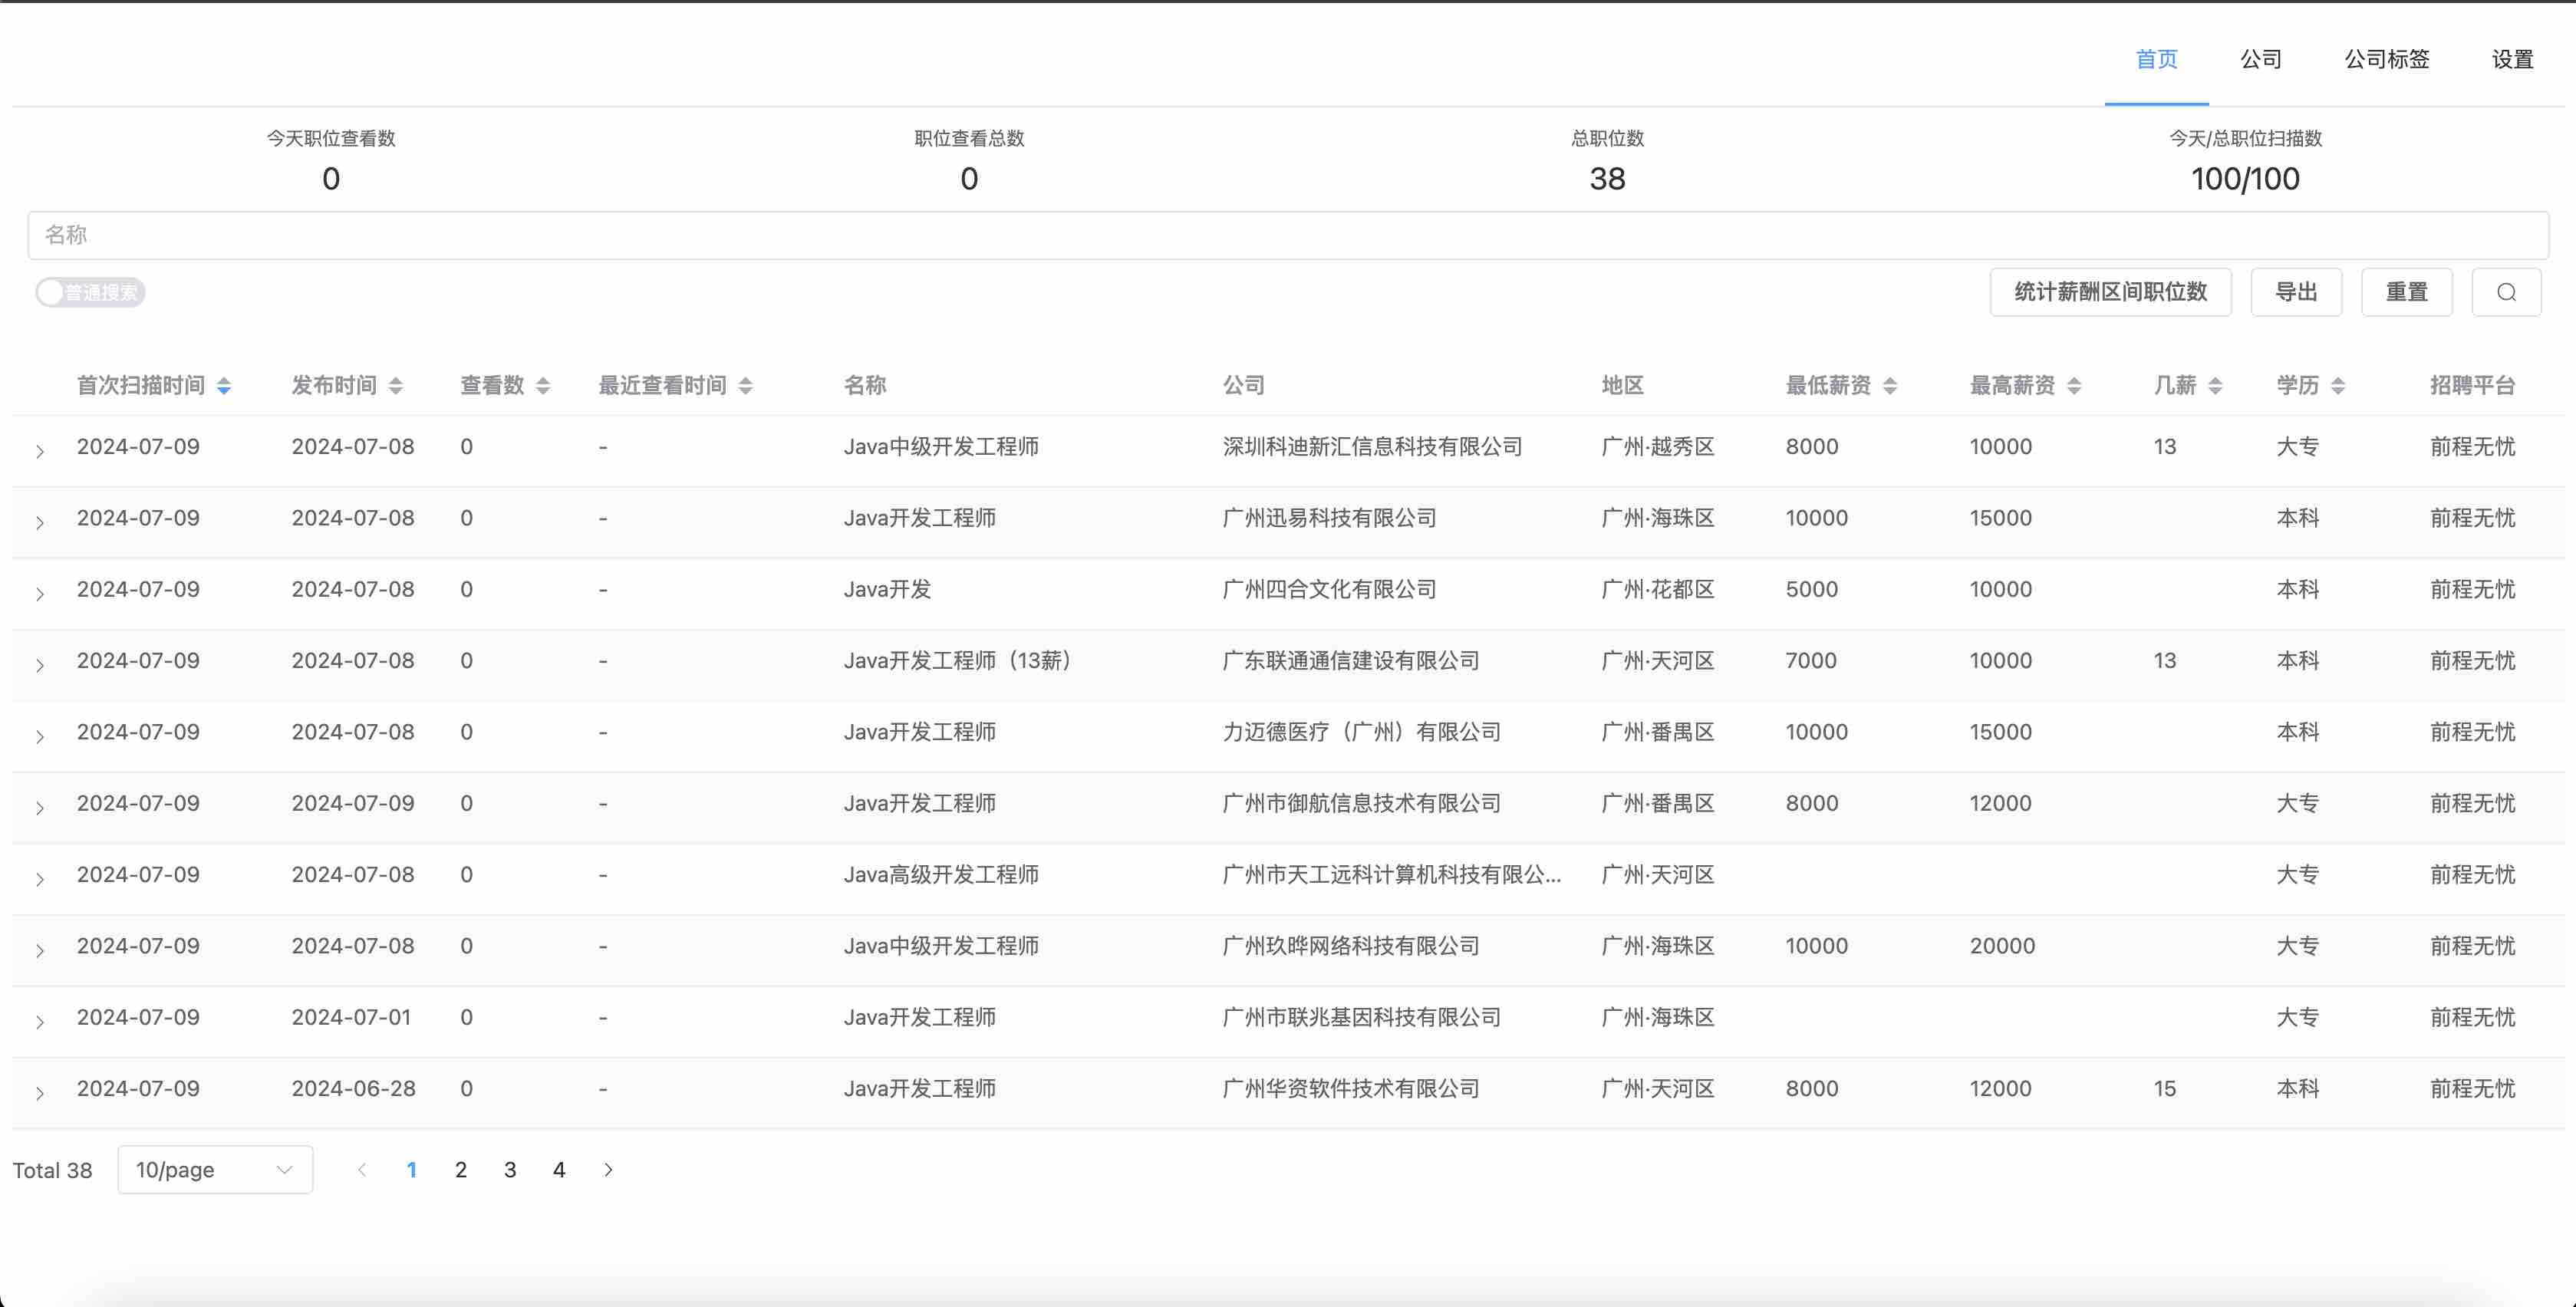 首页 公司 公司标签 设置
今天职位查看数 职位查看总数 总职位数 今天/总职位扫描数
0 0 38 100/100
名称
普通搜索 统计薪酬区间职位数 导出 重置
首次扫描时间 发布时间 查看数 最近查看时间 名称 公司 地区 最低薪资 最高薪资 几薪 学历 招聘平台
2024-07-09 2024-07-08 0 - Java中级开发工程师 深圳科迪新汇信息科技有限公司 广州·越秀区 8000 10000 13 大专 前程无忧
2024-07-09 2024-07-08 0 - Java开发工程师 广州迅易科技有限公司 广州·海珠区 10000 15000 本科 前程无忧
2024-07-09 2024-07-08 0 - Java开发 广州四合文化有限公司 广州·花都区 5000 10000 本科 前程无忧
2024-07-09 2024-07-08 0 - Java开发工程师（13薪） 广东联通通信建设有限公司 广州·天河区 7000 10000 13 本科 前程无忧
2024-07-09 2024-07-08 0 - Java开发工程师 力迈德医疗（广州）有限公司 广州·番禺区 10000 15000 本科 前程无忧
2024-07-09 2024-07-09 0 - Java开发工程师 广州市御航信息技术有限公司 广州·番禺区 8000 12000 大专 前程无忧
2024-07-09 2024-07-08 0 - Java高级开发工程师 广州市天工远科计算机科技有限公... 广州·天河区 大专 前程无忧
2024-07-09 2024-07-08 0 - Java中级开发工程师 广州玖晔网络科技有限公司 广州·海珠区 10000 20000 大专 前程无忧
2024-07-09 2024-07-01 0 - Java开发工程师 广州市联兆基因科技有限公司 广州·海珠区 大专 前程无忧
2024-07-09 2024-06-28 0 - Java开发工程师 广州华资软件技术有限公司 广州·天河区 8000 12000 15 本科 前程无忧
Total 38 10/page 1 2 3 4